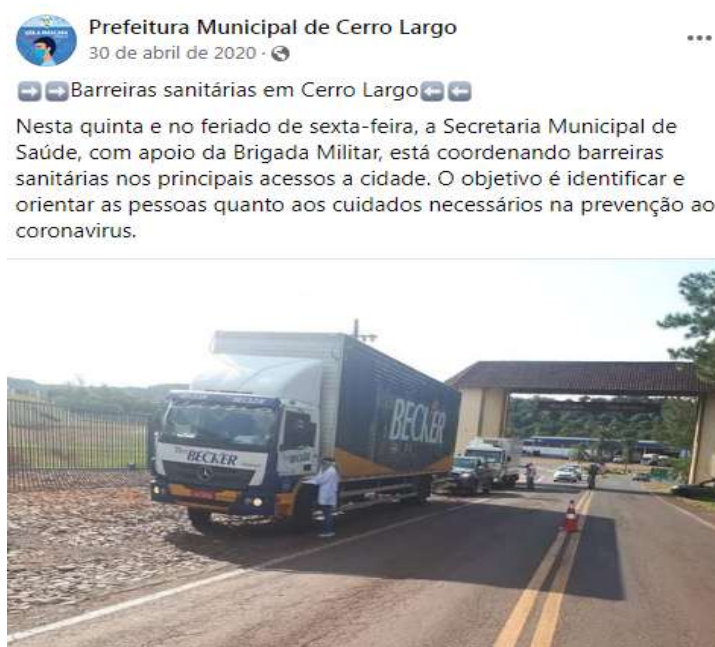 Prefeitura Municipal de Cerro Largo
30 de abril de 2020 ·
Barreiras sanitárias em Cerro Largo
Nesta quinta e no feriado de sexta-feira, a Secretaria Municipal de
Saúde, com apoio da Brigada Militar, está coordenando barreiras
sanitárias nos principais acessos a cidade. O objetivo é identificar e
orientar as pessoas quanto aos cuidados necessários na prevenção ao
coronavirus.
BECKER
BECKER